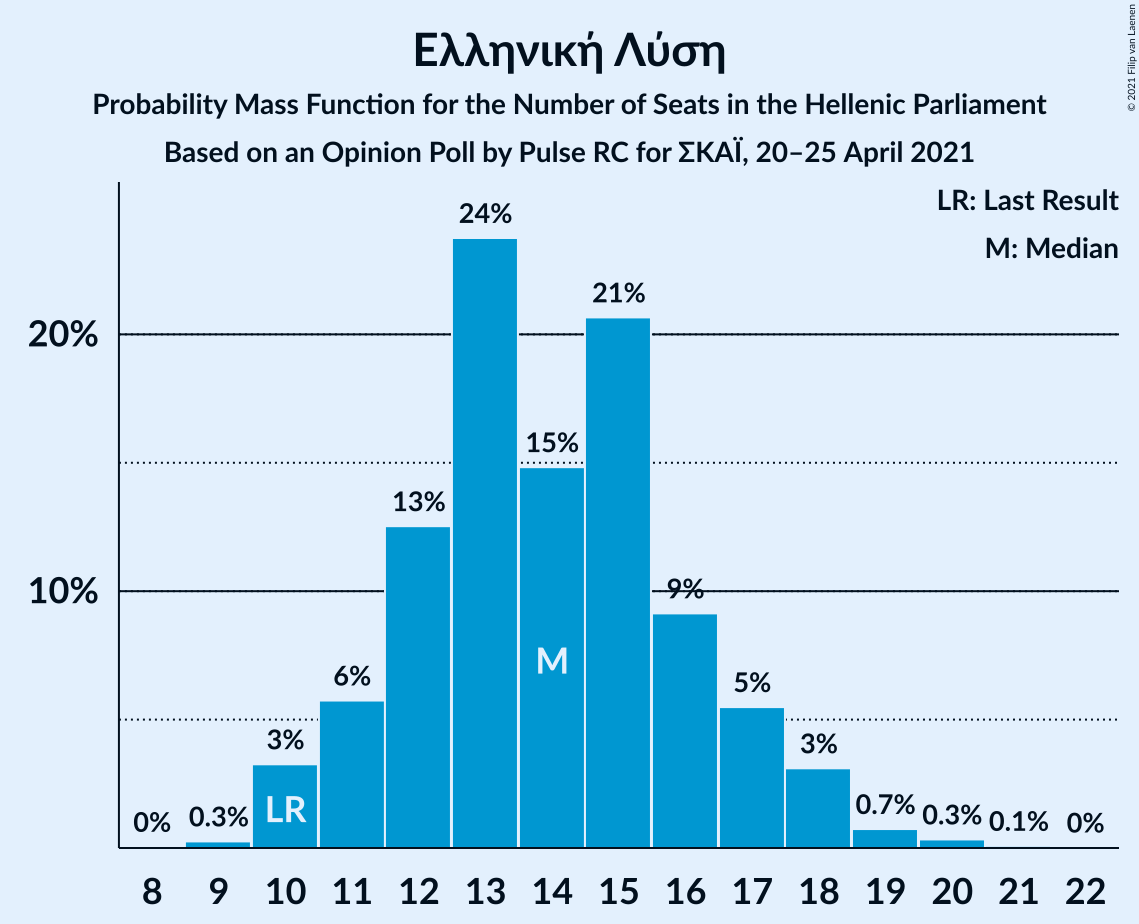 Ελληνική Λύση
Probability Mass Function for the Number of Seats in the Hellenic Parliament
Based on an Opinion Poll by Pulse RC for ΣΚΑΪ, 20–25 April 2021
© 2021 Filip van Laenen
LR: Last Result
M: Median
24%
21%
20%
15%
13%
10%
9%
M
6%
5%
3%
3%
LR
0%
0.3%
0.7%
0.3%
0.1%
0%
8 9 10 11 12 13 14 15 16 17 18 19 20 21 22